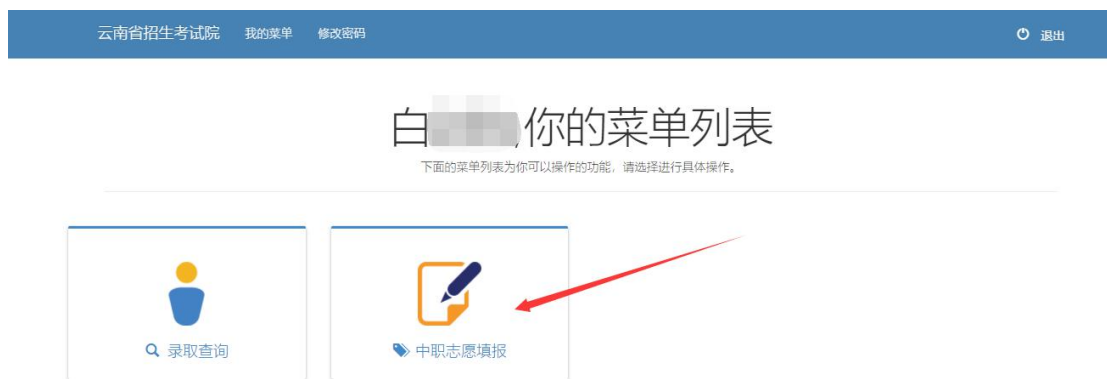 云南省招生考试院 我的菜单 修改密码 退出
白 你的菜单列表
下面的菜单列表为你可以操作的功能，请选择进行具体操作。
录取查询 中职志愿填报